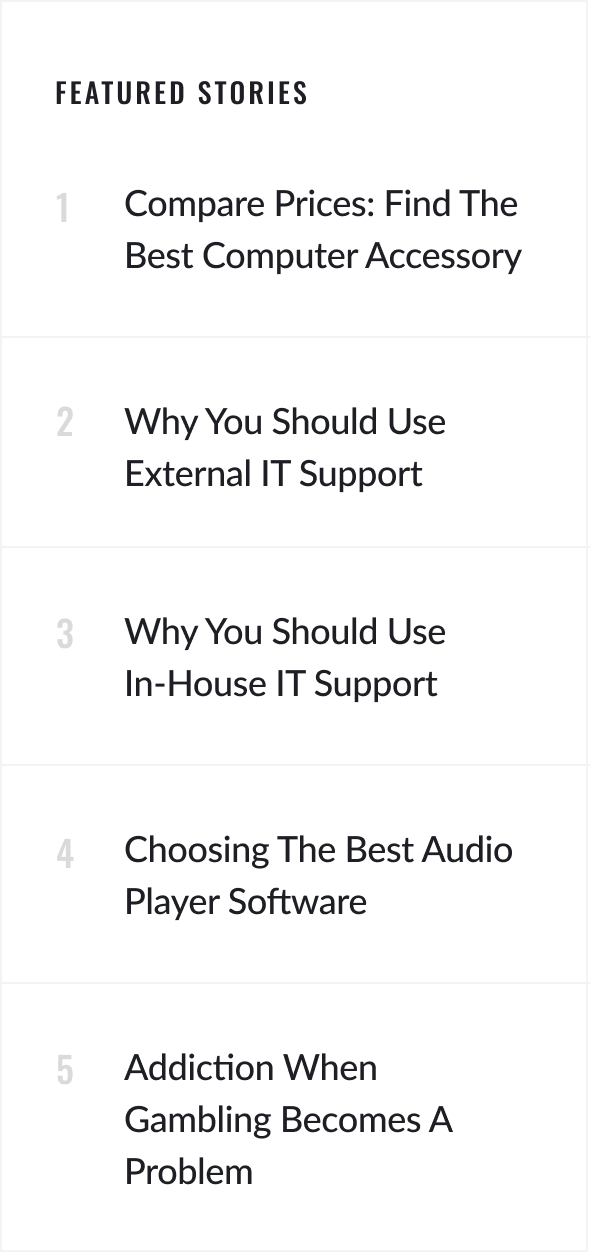 FEATURED STORIES
1 Compare Prices: Find The
Best Computer Accessory
2 Why You Should Use
External IT Support
3 Why You Should Use
In-House IT Support
4 Choosing The Best Audio
Player Software
5 Addiction When
Gambling Becomes A
Problem